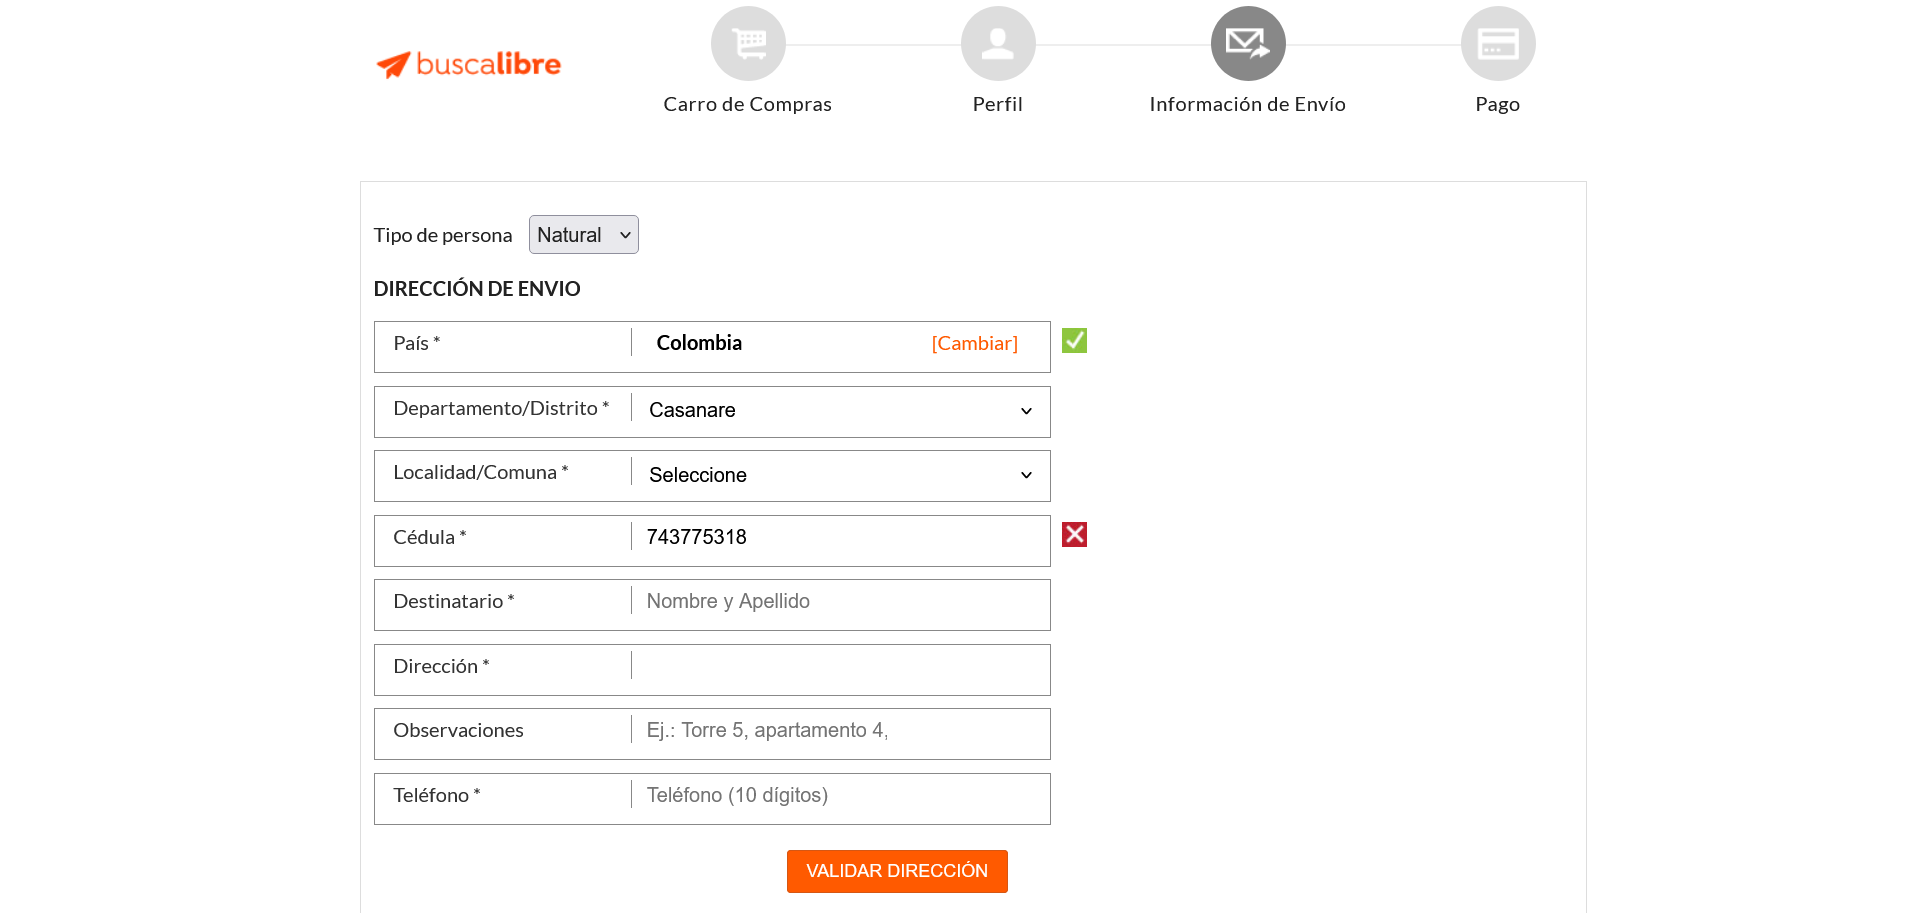 buscalibre
Carro de Compras
Perfil
Información de Envío
Pago
Tipo de persona Natural
DIRECCIÓN DE ENVIO
País * Colombia [Cambiar]
Departamento/Distrito * Casanare
Localidad/Comuna * Seleccione
Cédula * 743775318
Destinatario * Nombre y Apellido
Dirección *
Observaciones Ej.: Torre 5, apartamento 4,
Teléfono * Teléfono (10 dígitos)
VALIDAR DIRECCIÓN